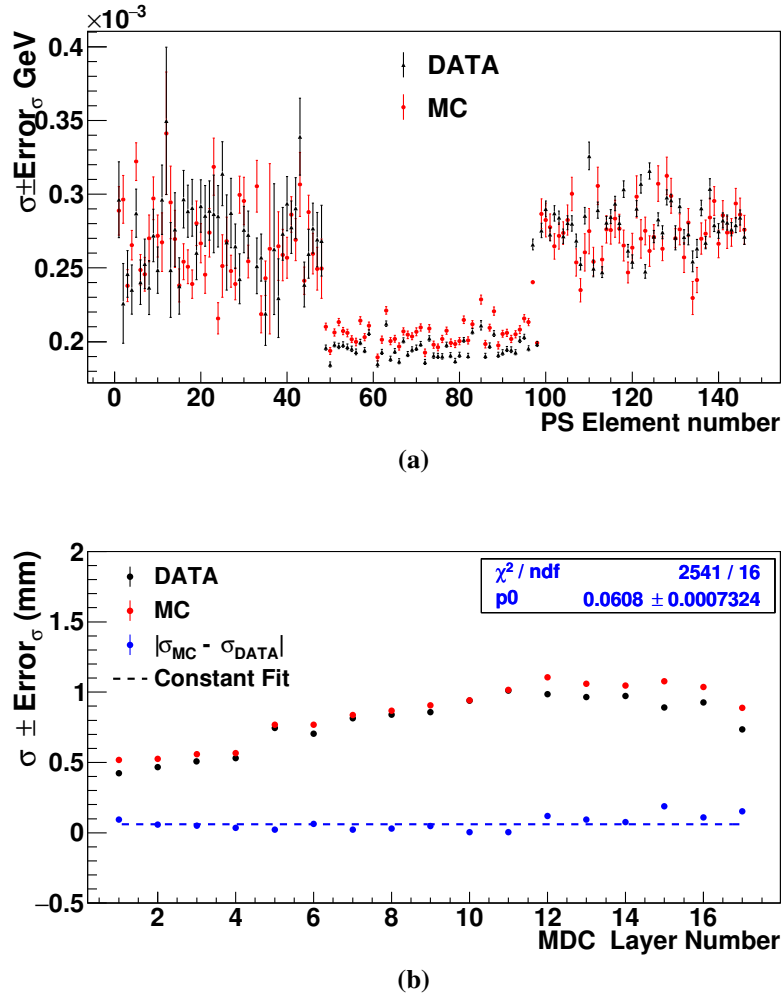 ×10⁻³
0.4
0.35
0.3
0.25
0.2
σ±Error_σ GeV
DATA
MC
0 20 40 60 80 100 120 140
PS Element number
(a)
2
1.5
1
0.5
0
−0.5
σ ± Error_σ (mm)
DATA
MC
|σ_MC - σ_DATA|
Constant Fit
χ² / ndf 2541 / 16
p0 0.0608 ± 0.0007324
2 4 6 8 10 12 14 16
MDC Layer Number
(b)